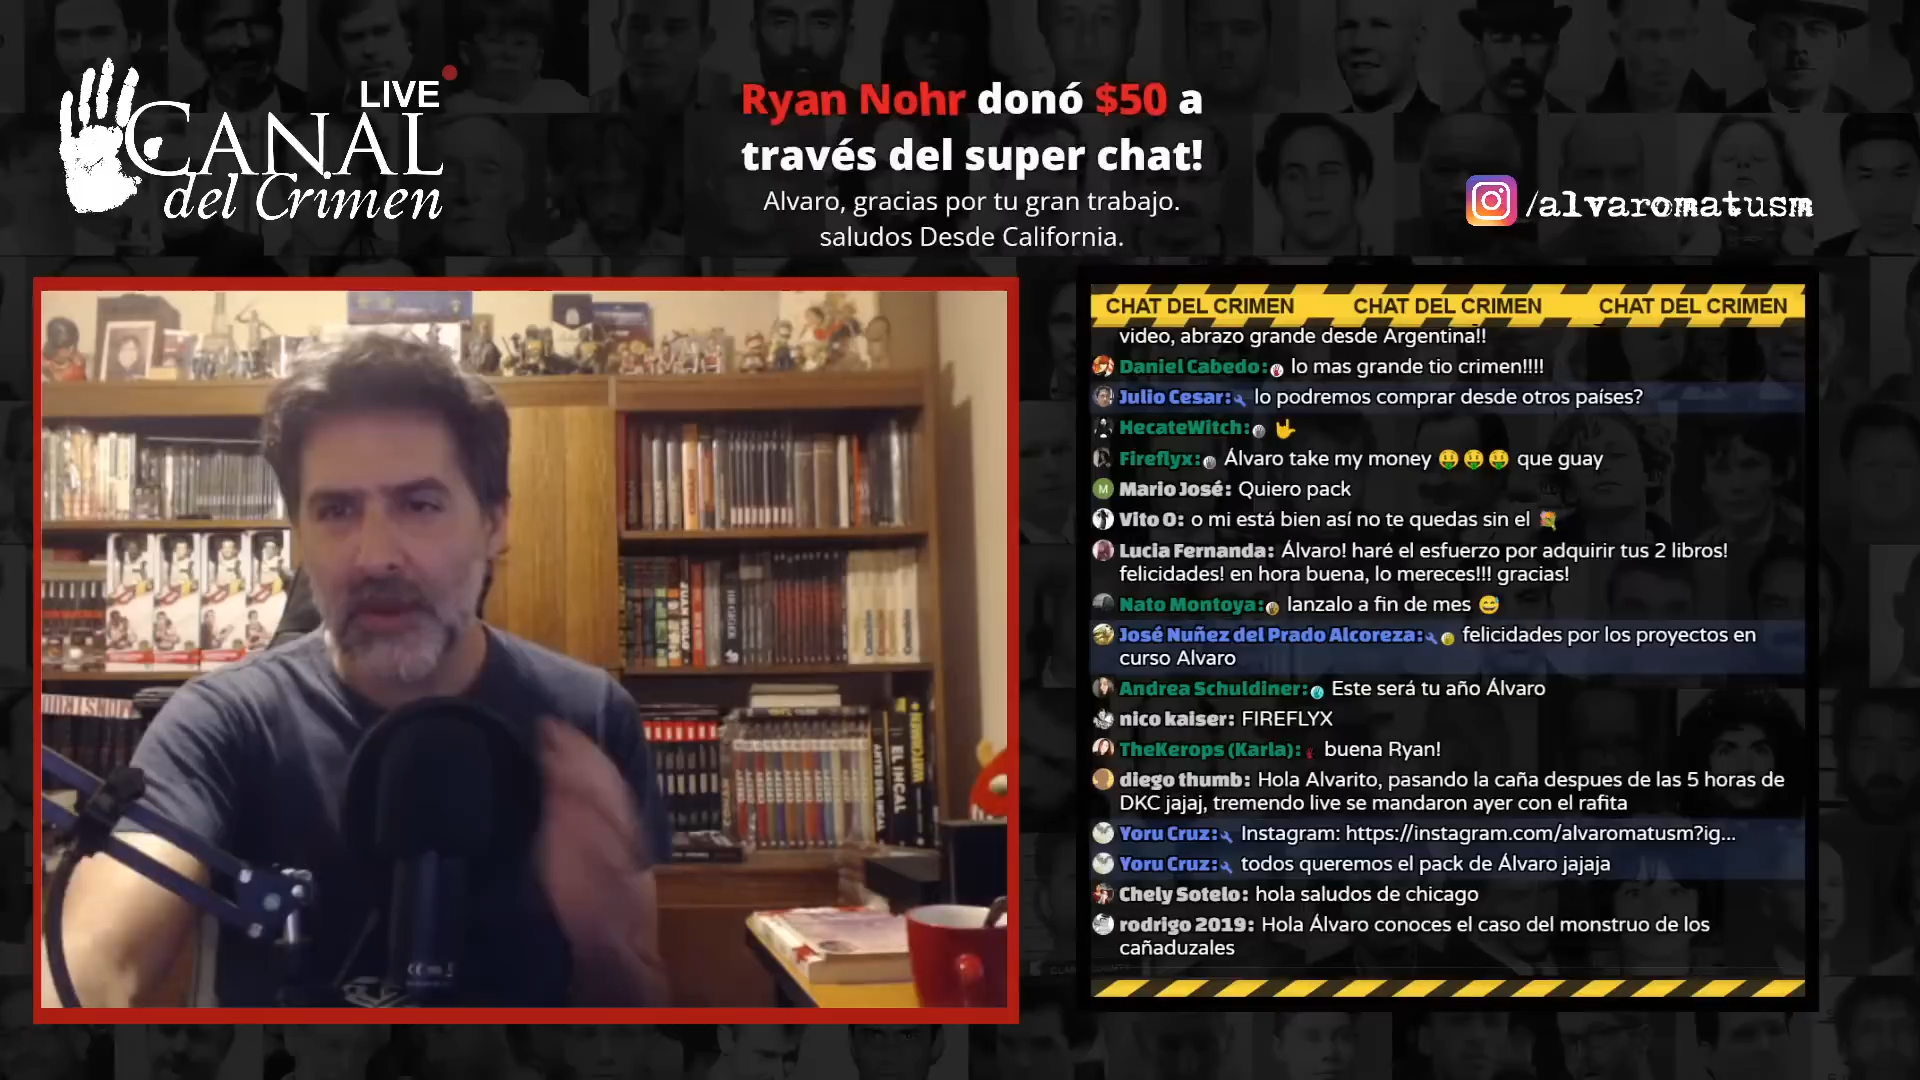 LIVE
CANAL
del Crimen
Ryan Nohr donó $50 a
través del super chat!
Alvaro, gracias por tu gran trabajo.
saludos Desde California.
/alvaromatusm
CHAT DEL CRIMEN CHAT DEL CRIMEN CHAT DEL CRIMEN
video, abrazo grande desde Argentina!!
Daniel Cabedo: lo mas grande tio crimen!!!!
Julio Cesar: lo podremos comprar desde otros países?
HecateWitch: 🤟
Fireflyx: Álvaro take my money 🤑🤑🤑 que guay
M Mario José: Quiero pack
Vito O: o mi está bien así no te quedas sin el 💐
Lucia Fernanda: Álvaro! haré el esfuerzo por adquirir tus 2 libros!
felicidades! en hora buena, lo mereces!!! gracias!
Nato Montoya: lanzalo a fin de mes 😅
José Nuñez del Prado Alcoreza: felicidades por los proyectos en
curso Alvaro
Andrea Schuldiner: Este será tu año Álvaro
nico kaiser: FIREFLYX
TheKerops (Karla): buena Ryan!
diego thumb: Hola Alvarito, pasando la caña despues de las 5 horas de
DKC jajaj, tremendo live se mandaron ayer con el rafita
Yoru Cruz: Instagram: https://instagram.com/alvaromatusm?ig...
Yoru Cruz: todos queremos el pack de Álvaro jajaja
Chely Sotelo: hola saludos de chicago
rodrigo 2019: Hola Álvaro conoces el caso del monstruo de los
cañaduzales
EL INCAL